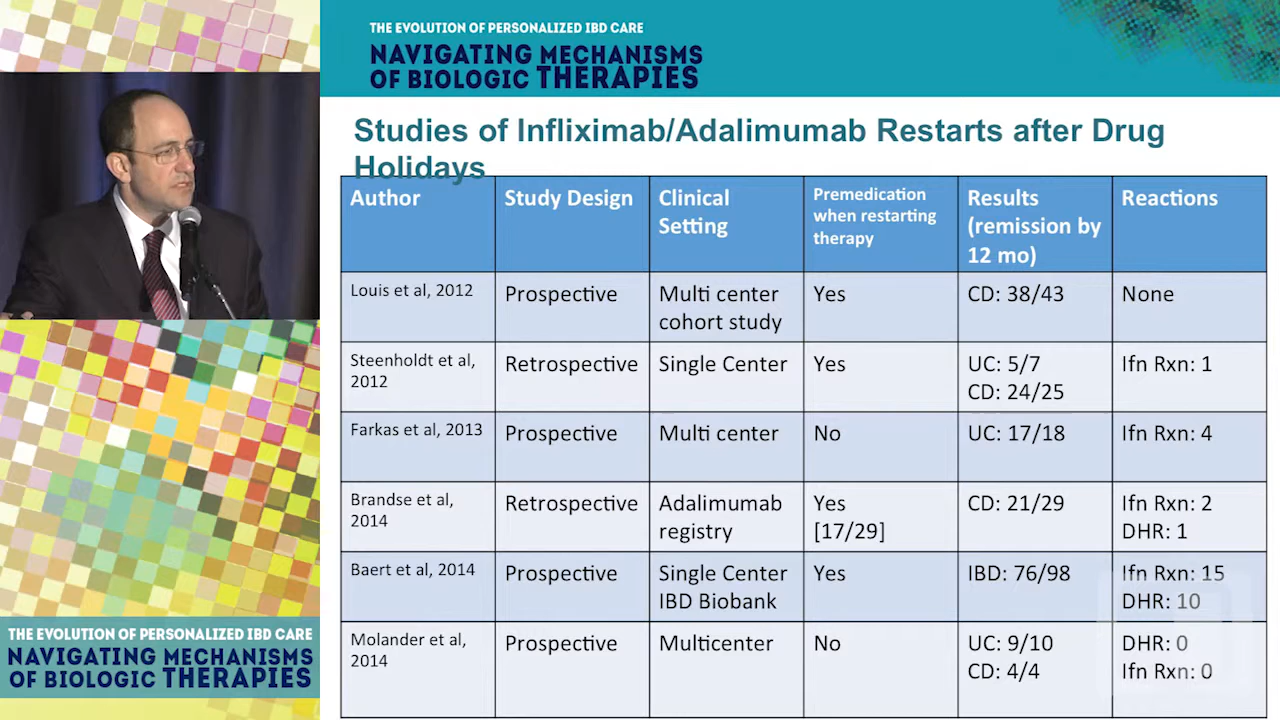 THE EVOLUTION OF PERSONALIZED IBD CARE
NAVIGATING MECHANISMS
OF BIOLOGIC THERAPIES
Studies of Infliximab/Adalimumab Restarts after Drug
Holidays
Author
Study Design
Clinical
Setting
Premedication
when restarting
therapy
Results
(remission by
12 mo)
Reactions
Louis et al, 2012
Prospective
Multi center
cohort study
Yes
CD: 38/43
None
Steenholdt et al,
2012
Retrospective
Single Center
Yes
UC: 5/7
CD: 24/25
Ifn Rxn: 1
Farkas et al, 2013
Prospective
Multi center
No
UC: 17/18
Ifn Rxn: 4
Brandse et al,
2014
Retrospective
Adalimumab
registry
Yes
[17/29]
CD: 21/29
Ifn Rxn: 2
DHR: 1
Baert et al, 2014
Prospective
Single Center
IBD Biobank
Yes
IBD: 76/98
Ifn Rxn: 15
DHR: 10
Molander et al,
2014
Prospective
Multicenter
No
UC: 9/10
CD: 4/4
DHR: 0
Ifn Rxn: 0
THE EVOLUTION OF PERSONALIZED IBD CARE
NAVIGATING MECHANISMS
OF BIOLOGIC THERAPIES